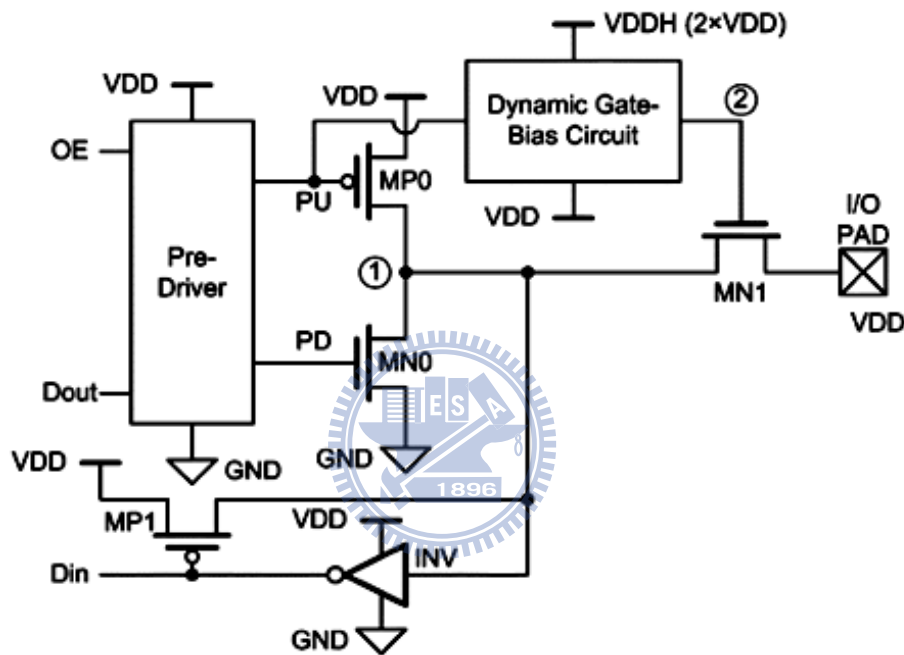 VDDH (2×VDD)
VDD
VDD
Dynamic Gate-
Bias Circuit
②
OE
PU
MP0
VDD
I/O
PAD
Pre-
Driver
①
MN1
VDD
PD
MN0
Dout
ES
A
GND
GND
VDD
1896
MP1
VDD
INV
Din
GND